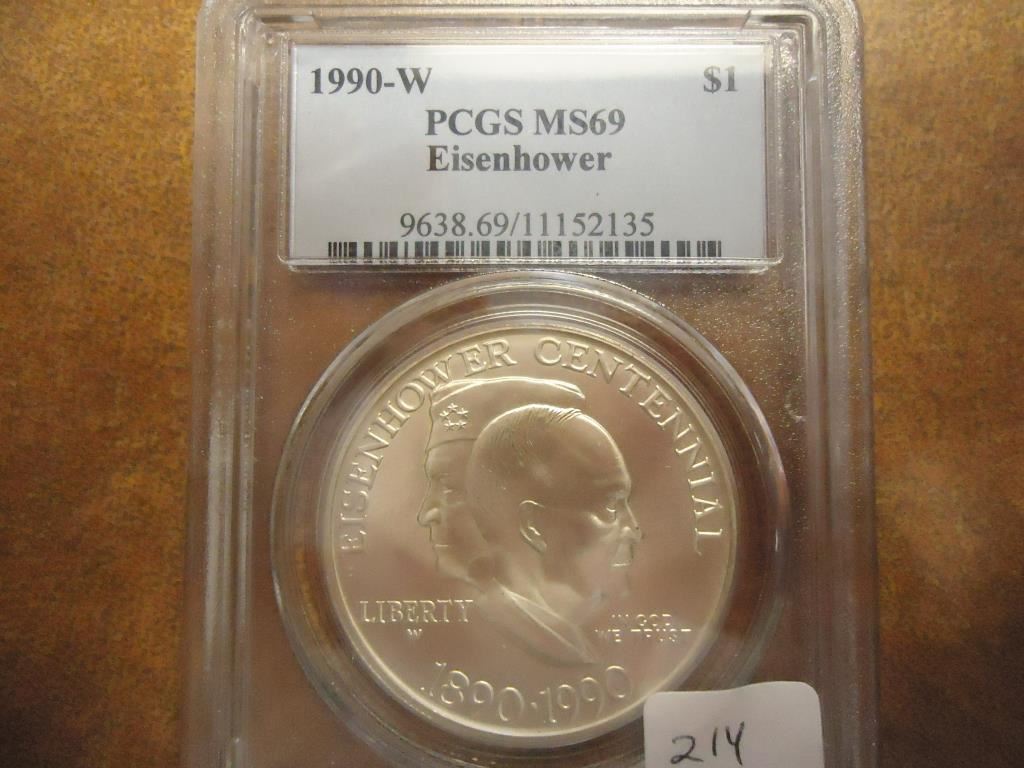 1990-W $1
PCGS MS69
Eisenhower
9638.69/11152135
EISENHOWER CENTENNIAL
LIBERTY
W
IN GOD
WE TRUST
1890·1990
214